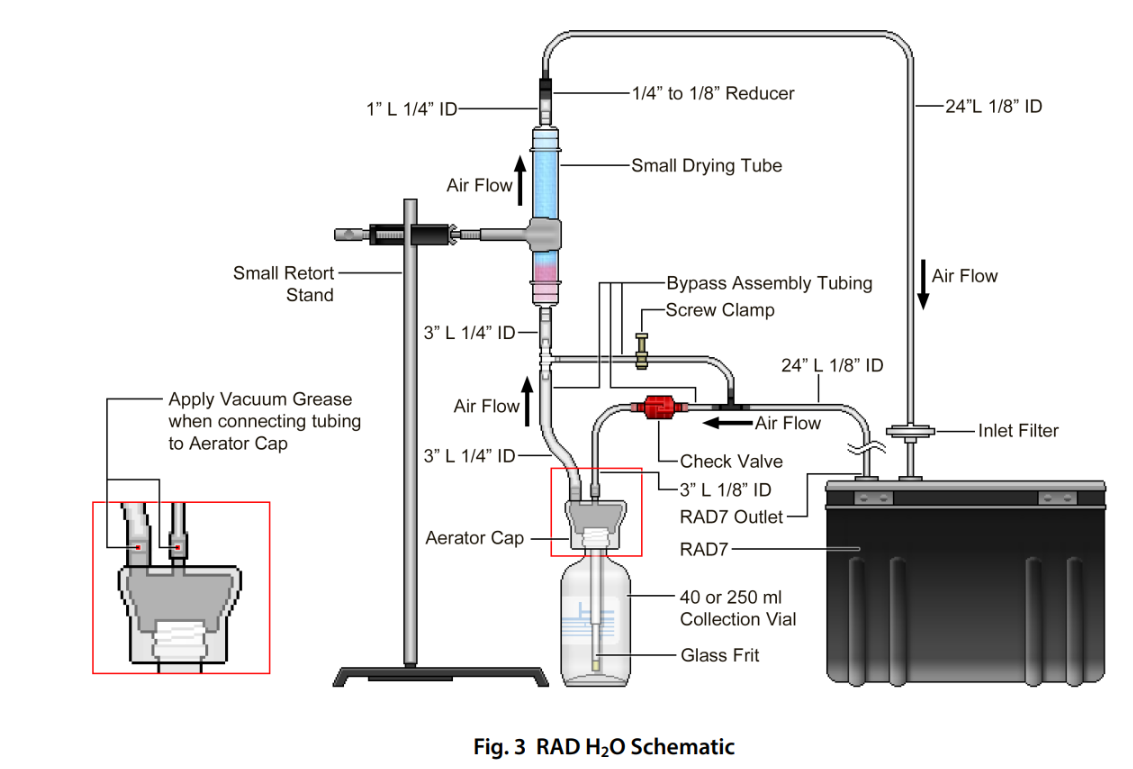 1/4” to 1/8” Reducer
1” L 1/4” ID
24”L 1/8” ID
Small Drying Tube
Air Flow
Small Retort
Stand
Air Flow
Bypass Assembly Tubing
Screw Clamp
3” L 1/4” ID
24” L 1/8” ID
Apply Vacuum Grease
when connecting tubing
to Aerator Cap
Air Flow
Air Flow
Inlet Filter
3” L 1/4” ID
Check Valve
3” L 1/8” ID
RAD7 Outlet
Aerator Cap
RAD7
40 or 250 ml
Collection Vial
Glass Frit
Fig. 3 RAD H₂O Schematic